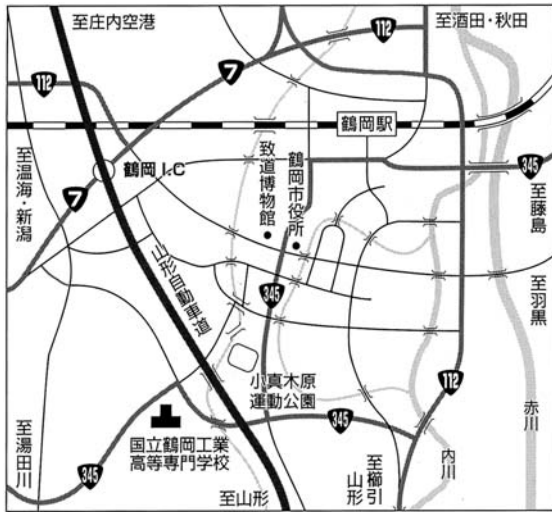 至庄内空港
112
至酒田・秋田
7
112
鶴岡駅
至温海・新潟
鶴岡I.C
致道博物館
鶴岡市役所
345
至藤島
7
山形自動車道
至羽黒
345
小真木原
運動公園
112
赤川
345
国立鶴岡工業
高等専門学校
至湯田川
345
至山形
至櫛引
山形
内川